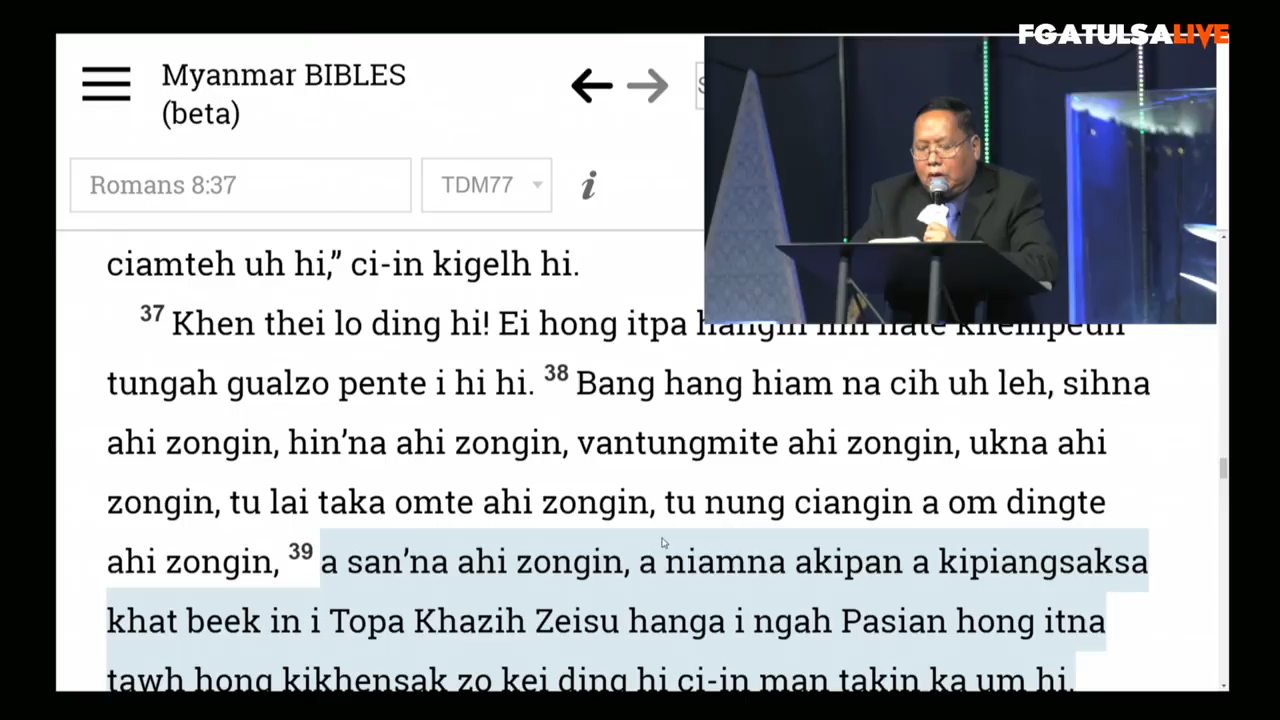 FGATULSALIVE
Myanmar BIBLES
(beta)
Romans 8:37
TDM77
i
ciamteh uh hi,” ci-in kigelh hi.
37 Khen thei lo ding hi! Ei hong itpa
tungah gualzo pente i hi hi. 38 Bang hang hiam na cih uh leh, sihna
ahi zongin, hin’na ahi zongin, vantungmite ahi zongin, ukna ahi
zongin, tu lai taka omte ahi zongin, tu nung ciangin a om dingte
ahi zongin, 39 a san’na ahi zongin, a niamna akipan a kipiangsaksa
khat beek in i Topa Khazih Zeisu hanga i ngah Pasian hong itna
tawh hong kikhensak zo kei ding hi ci-in man takin ka um hi.